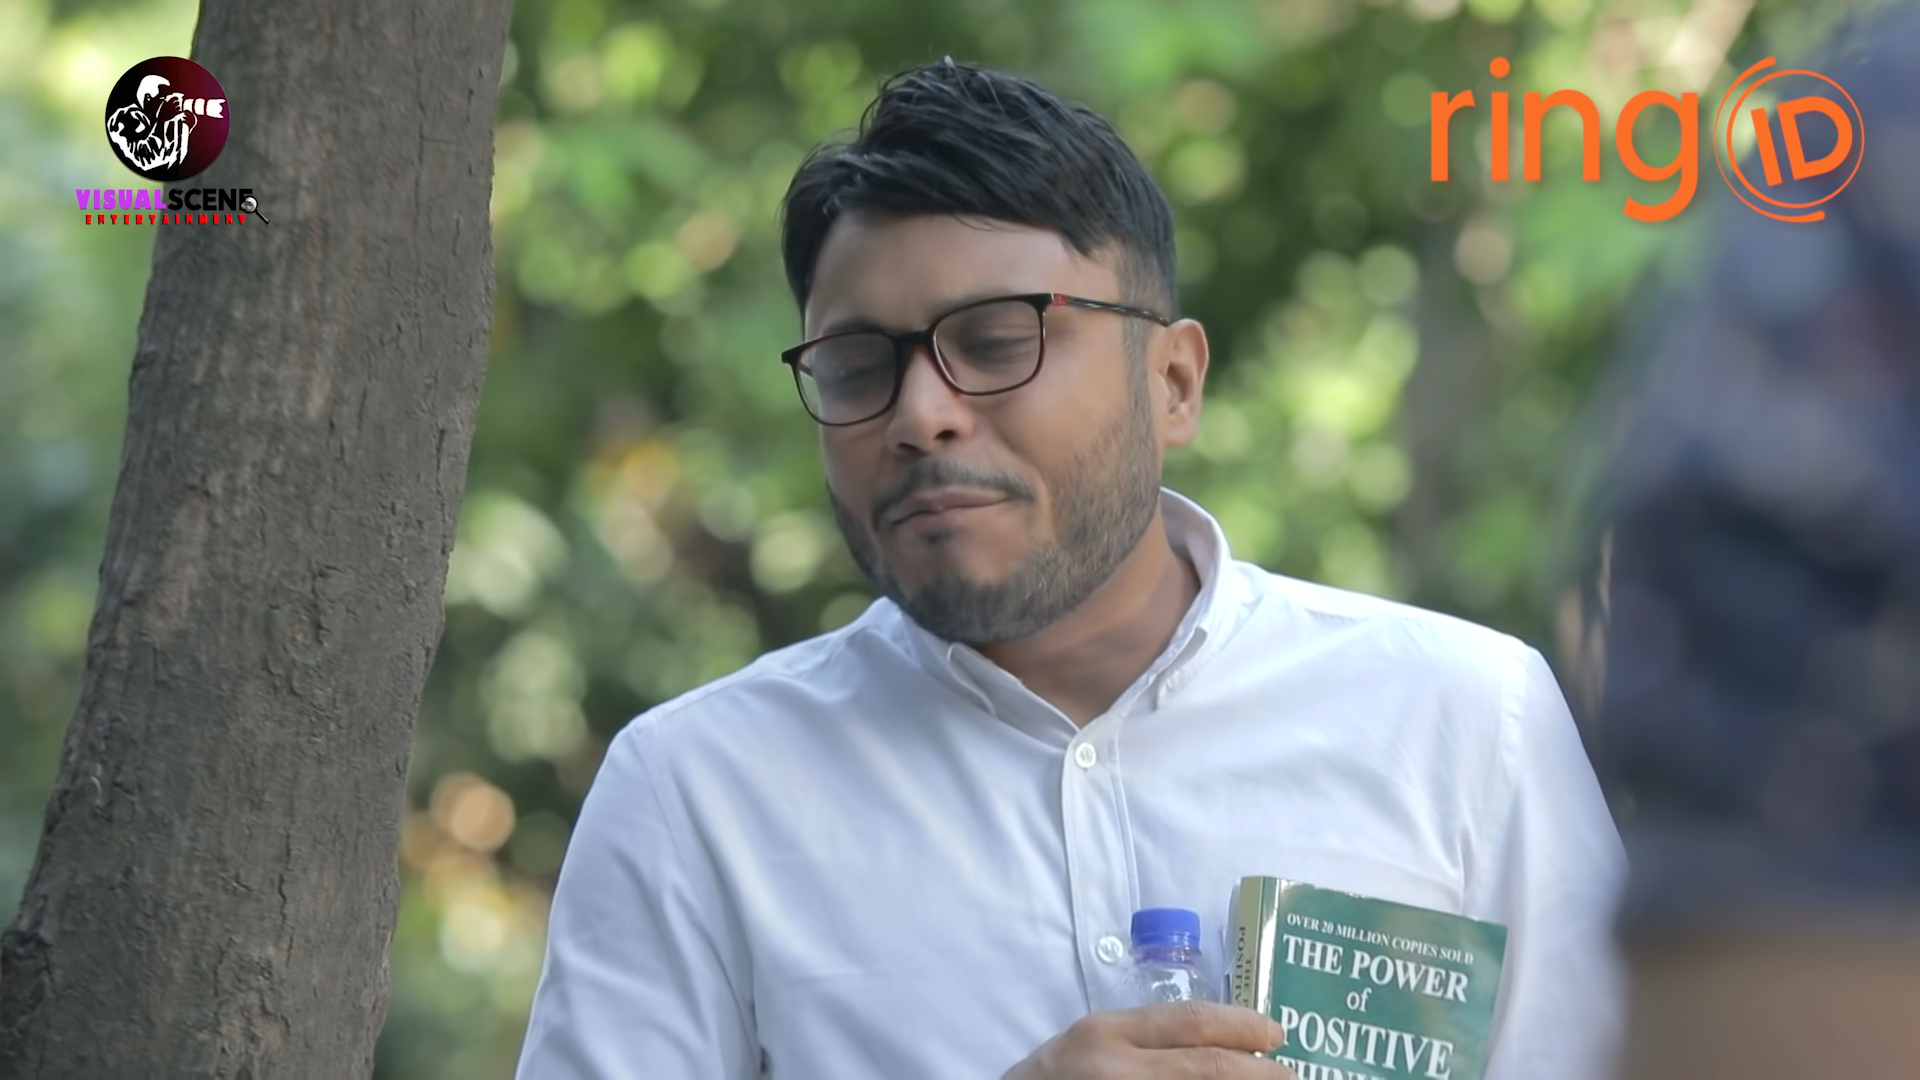 VISUALSCENE
ENTERTAINMENT
ringID
OVER 20 MILLION COPIES SOLD
THE POWER
of
POSITIVE